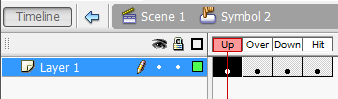 Timeline Scene 1 Symbol 2
Up Over Down Hit
Layer 1